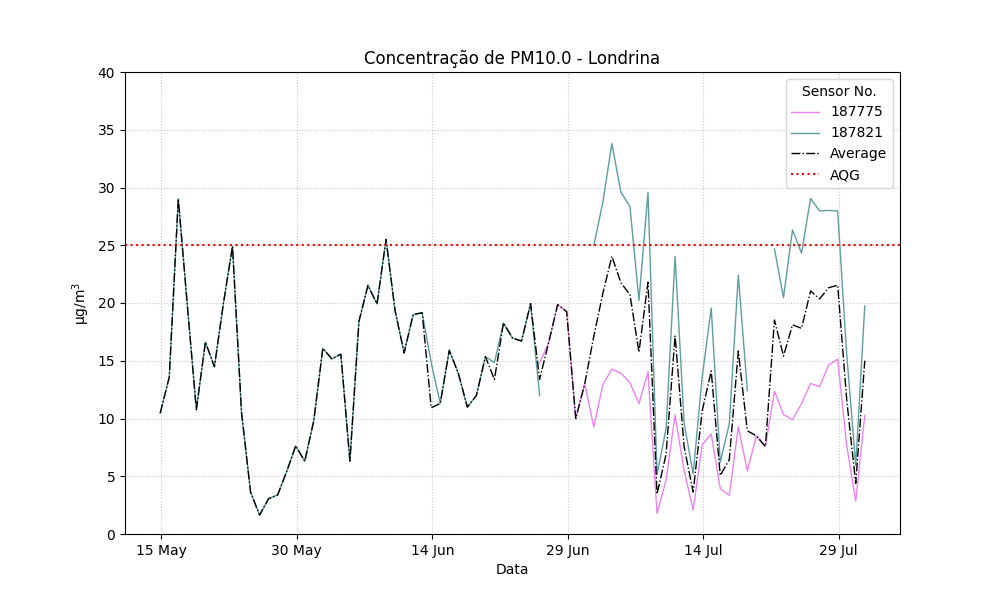 Concentração de PM10.0 - Londrina
40
35
30
25
20
15
10
5
0
µg/m³
15 May
30 May
14 Jun
29 Jun
14 Jul
29 Jul
Data
Sensor No.
187775
187821
Average
AQG